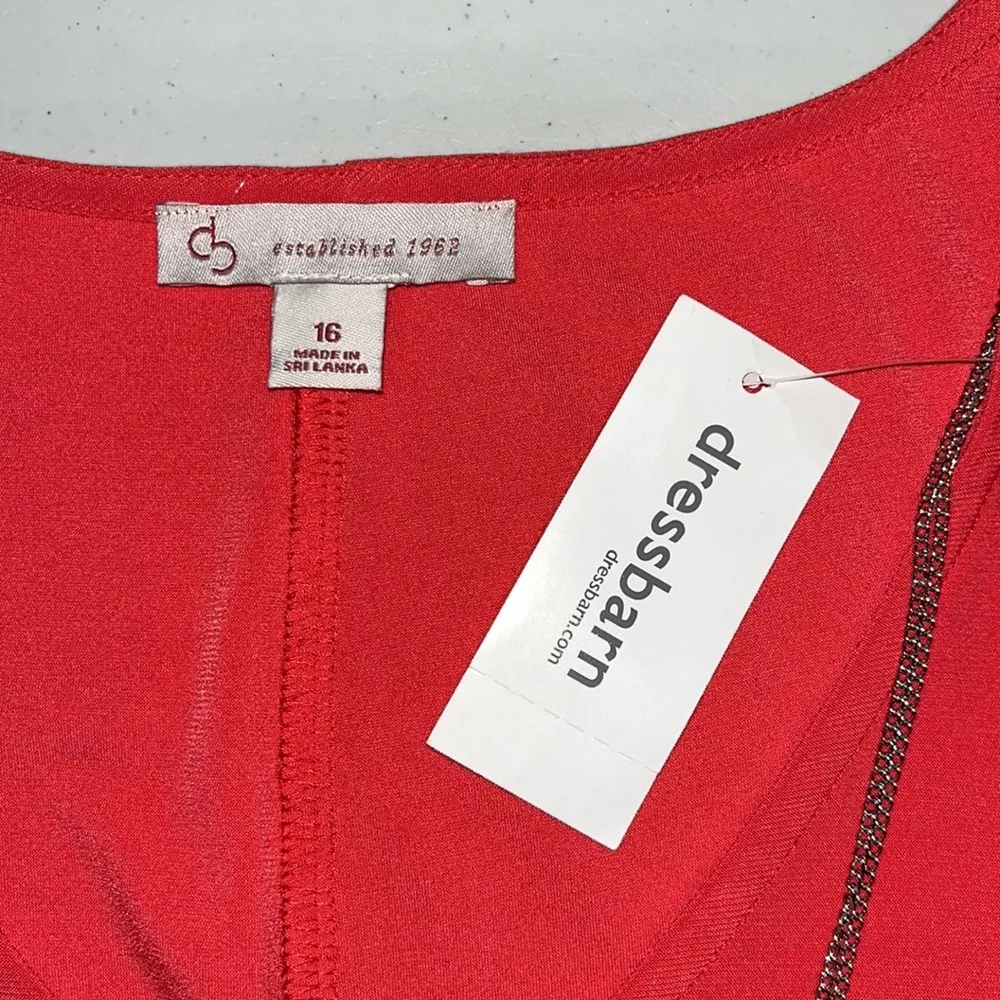 db established 1962
16
MADE IN
SRI LANKA
dressbarn
dressbarn.com